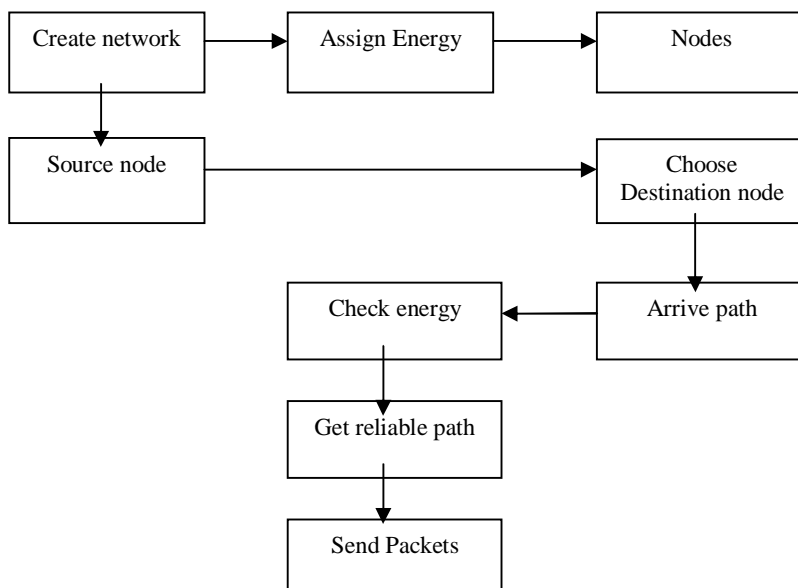 Create network
Assign Energy
Nodes
Source node
Choose
Destination node
Check energy
Arrive path
Get reliable path
Send Packets